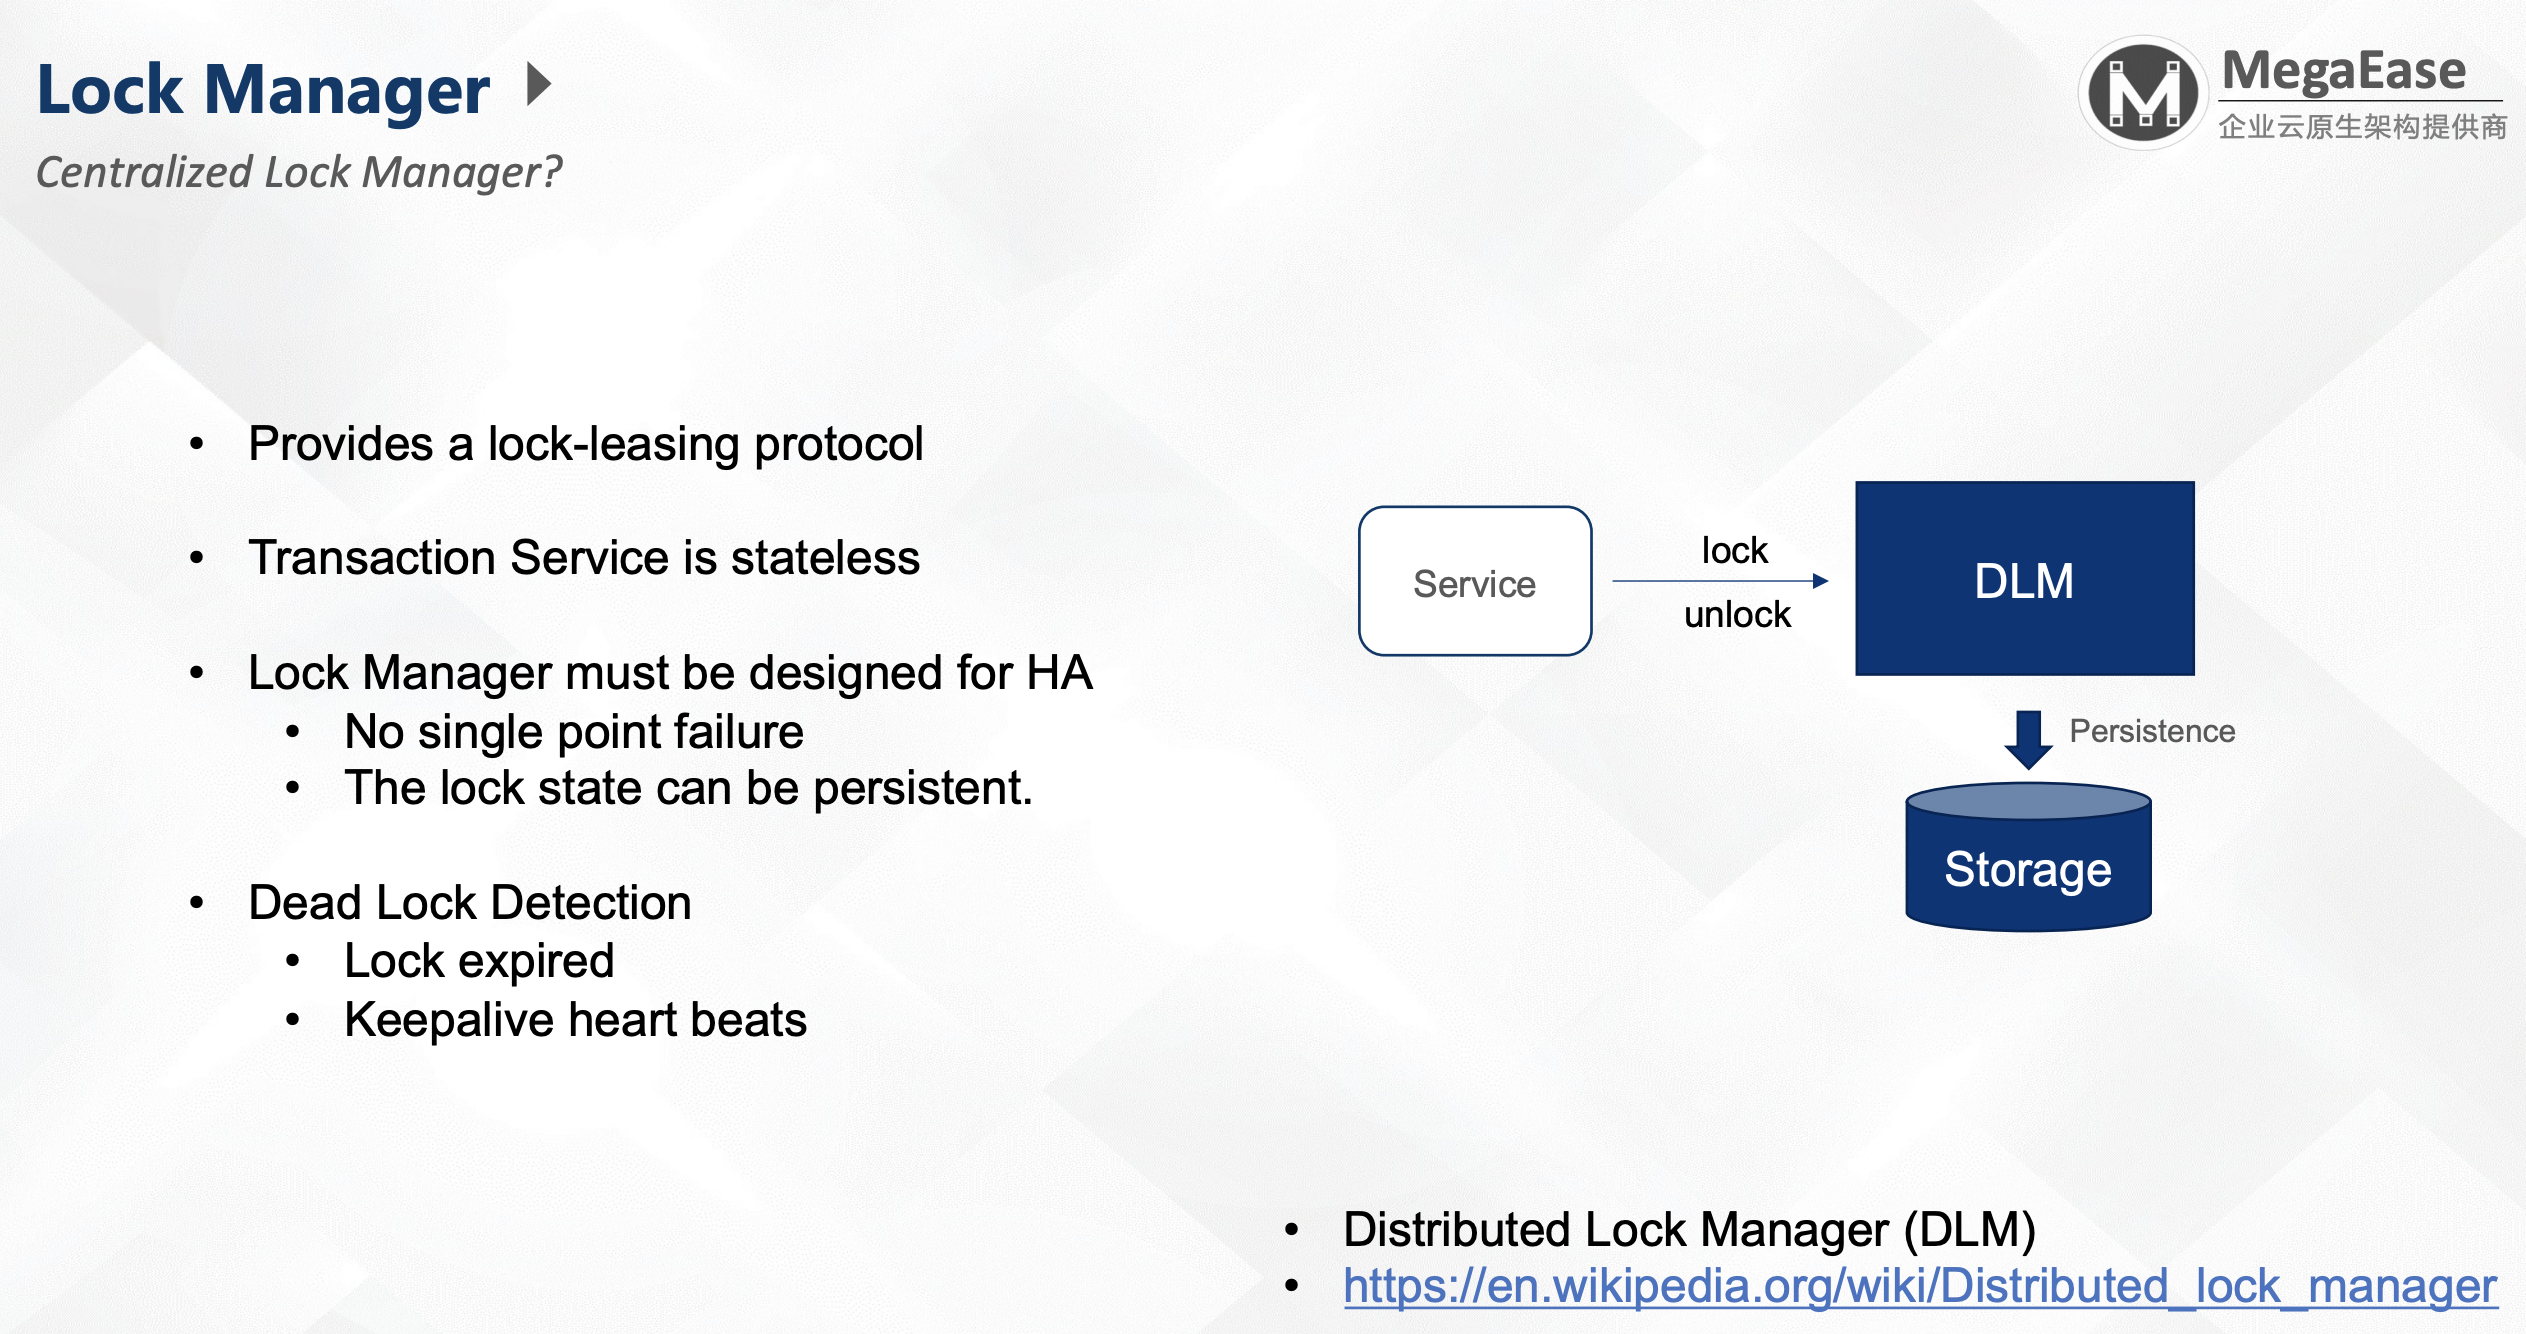 Lock Manager
Centralized Lock Manager?
MegaEase
企业云原生架构提供商
• Provides a lock-leasing protocol
• Transaction Service is stateless
• Lock Manager must be designed for HA
• No single point failure
• The lock state can be persistent.
• Dead Lock Detection
• Lock expired
• Keepalive heart beats
Service
lock
unlock
DLM
Persistence
Storage
• Distributed Lock Manager (DLM)
• https://en.wikipedia.org/wiki/Distributed_lock_manager